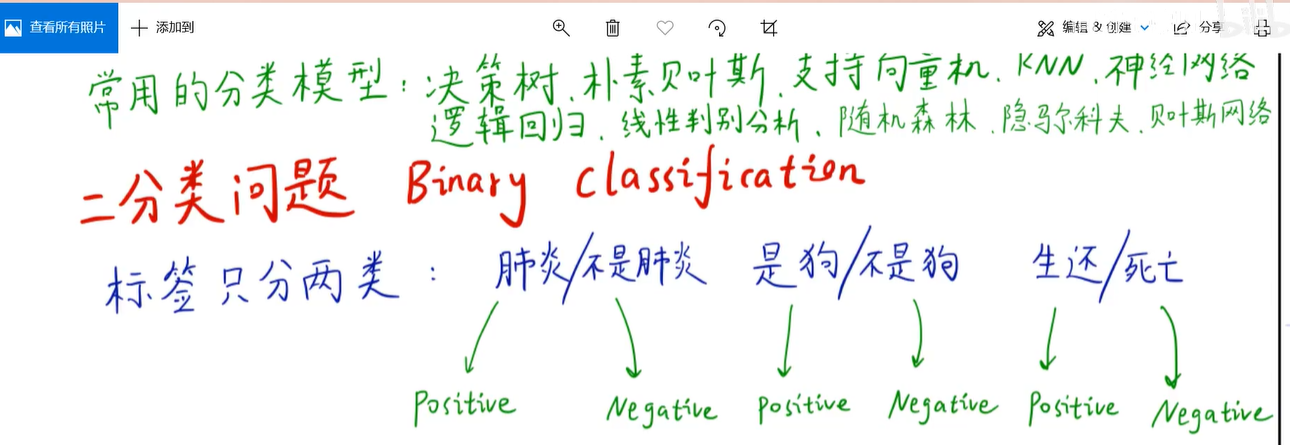 查看所有照片 添加到 编辑 & 创建 分享
bilibili
常用的分类模型：决策树、朴素贝叶斯、支持向量机、KNN、神经网络
逻辑回归、线性判别分析、随机森林、隐马尔科夫、贝叶斯网络
二分类问题 Binary Classification
标签只分两类： 肺炎/不是肺炎 是狗/不是狗 生还/死亡
Positive Negative Positive Negative Positive Negative